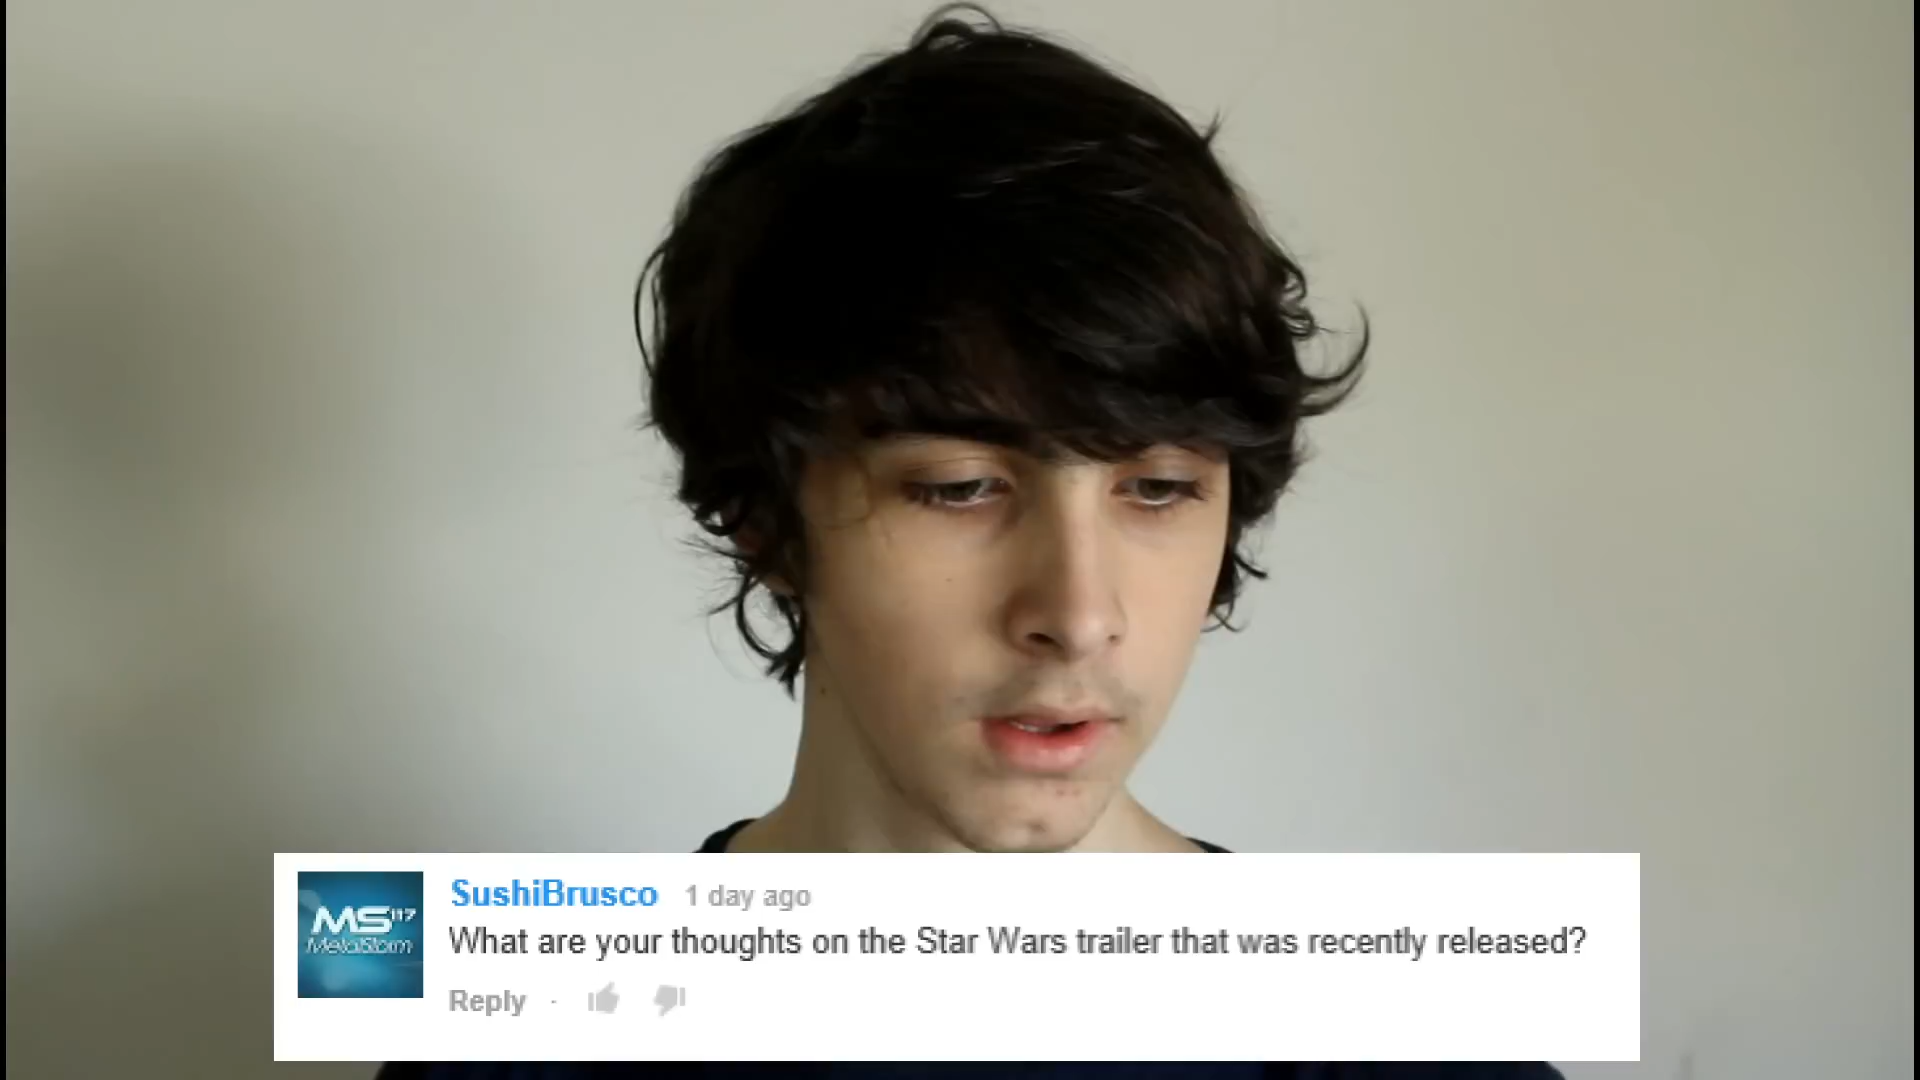 MS117
MetalStorm
SushiBrusco 1 day ago
What are your thoughts on the Star Wars trailer that was recently released?
Reply ·